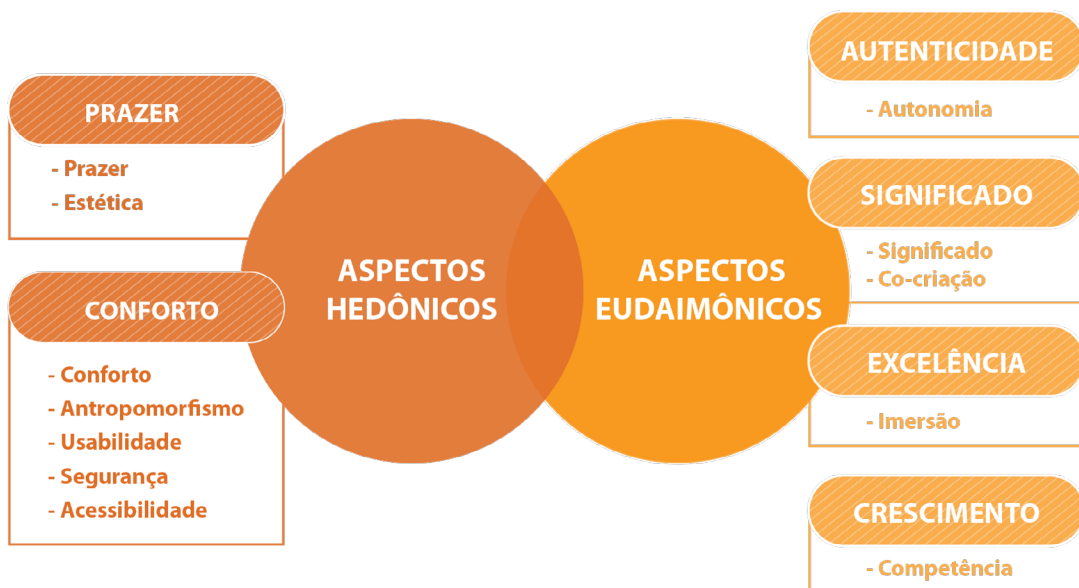 PRAZER
- Prazer
- Estética
CONFORTO
- Conforto
- Antropomorfismo
- Usabilidade
- Segurança
- Acessibilidade
ASPECTOS
HEDÔNICOS
ASPECTOS
EUDAIMÔNICOS
AUTENTICIDADE
- Autonomia
SIGNIFICADO
- Significado
- Co-criação
EXCELÊNCIA
- Imersão
CRESCIMENTO
- Competência